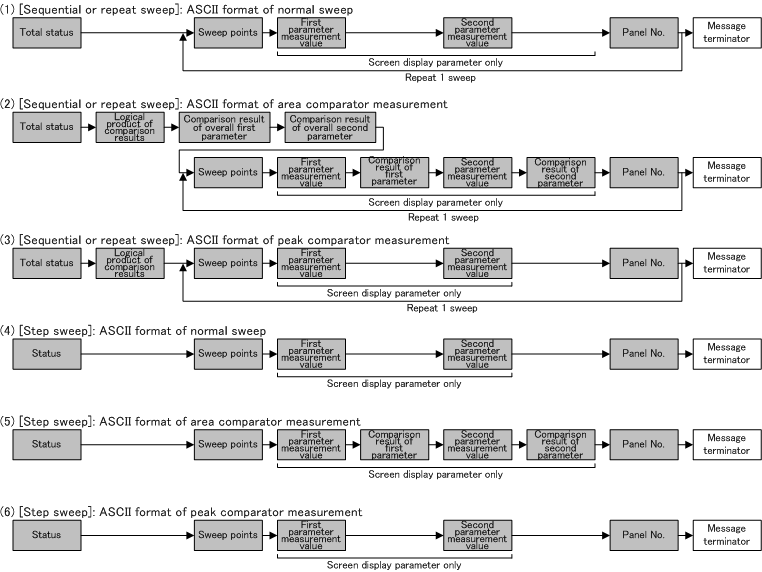 (1) [Sequential or repeat sweep]: ASCII format of normal sweep
Total status
Sweep points
First
parameter
measurement
value
Second
parameter
measurement
value
Panel No.
Message
terminator
Screen display parameter only
Repeat 1 sweep
(2) [Sequential or repeat sweep]: ASCII format of area comparator measurement
Total status
Logical
product of
comparison
results
Comparison result
of overall first
parameter
Comparison result
of overall second
parameter
Sweep points
First
parameter
measurement
value
Comparison
result of
first
parameter
Second
parameter
measurement
value
Comparison
result of
second
parameter
Panel No.
Message
terminator
Screen display parameter only
Repeat 1 sweep
(3) [Sequential or repeat sweep]: ASCII format of peak comparator measurement
Total status
Logical
product of
comparison
results
Sweep points
First
parameter
measurement
value
Second
parameter
measurement
value
Panel No.
Message
terminator
Screen display parameter only
Repeat 1 sweep
(4) [Step sweep]: ASCII format of normal sweep
Status
Sweep points
First
parameter
measurement
value
Second
parameter
measurement
value
Panel No.
Message
terminator
Screen display parameter only
(5) [Step sweep]: ASCII format of area comparator measurement
Status
Sweep points
First
parameter
measurement
value
Comparison
result of
first
parameter
Second
parameter
measurement
value
Comparison
result of
second
parameter
Panel No.
Message
terminator
Screen display parameter only
(6) [Step sweep]: ASCII format of peak comparator measurement
Status
Sweep points
First
parameter
measurement
value
Second
parameter
measurement
value
Panel No.
Message
terminator
Screen display parameter only